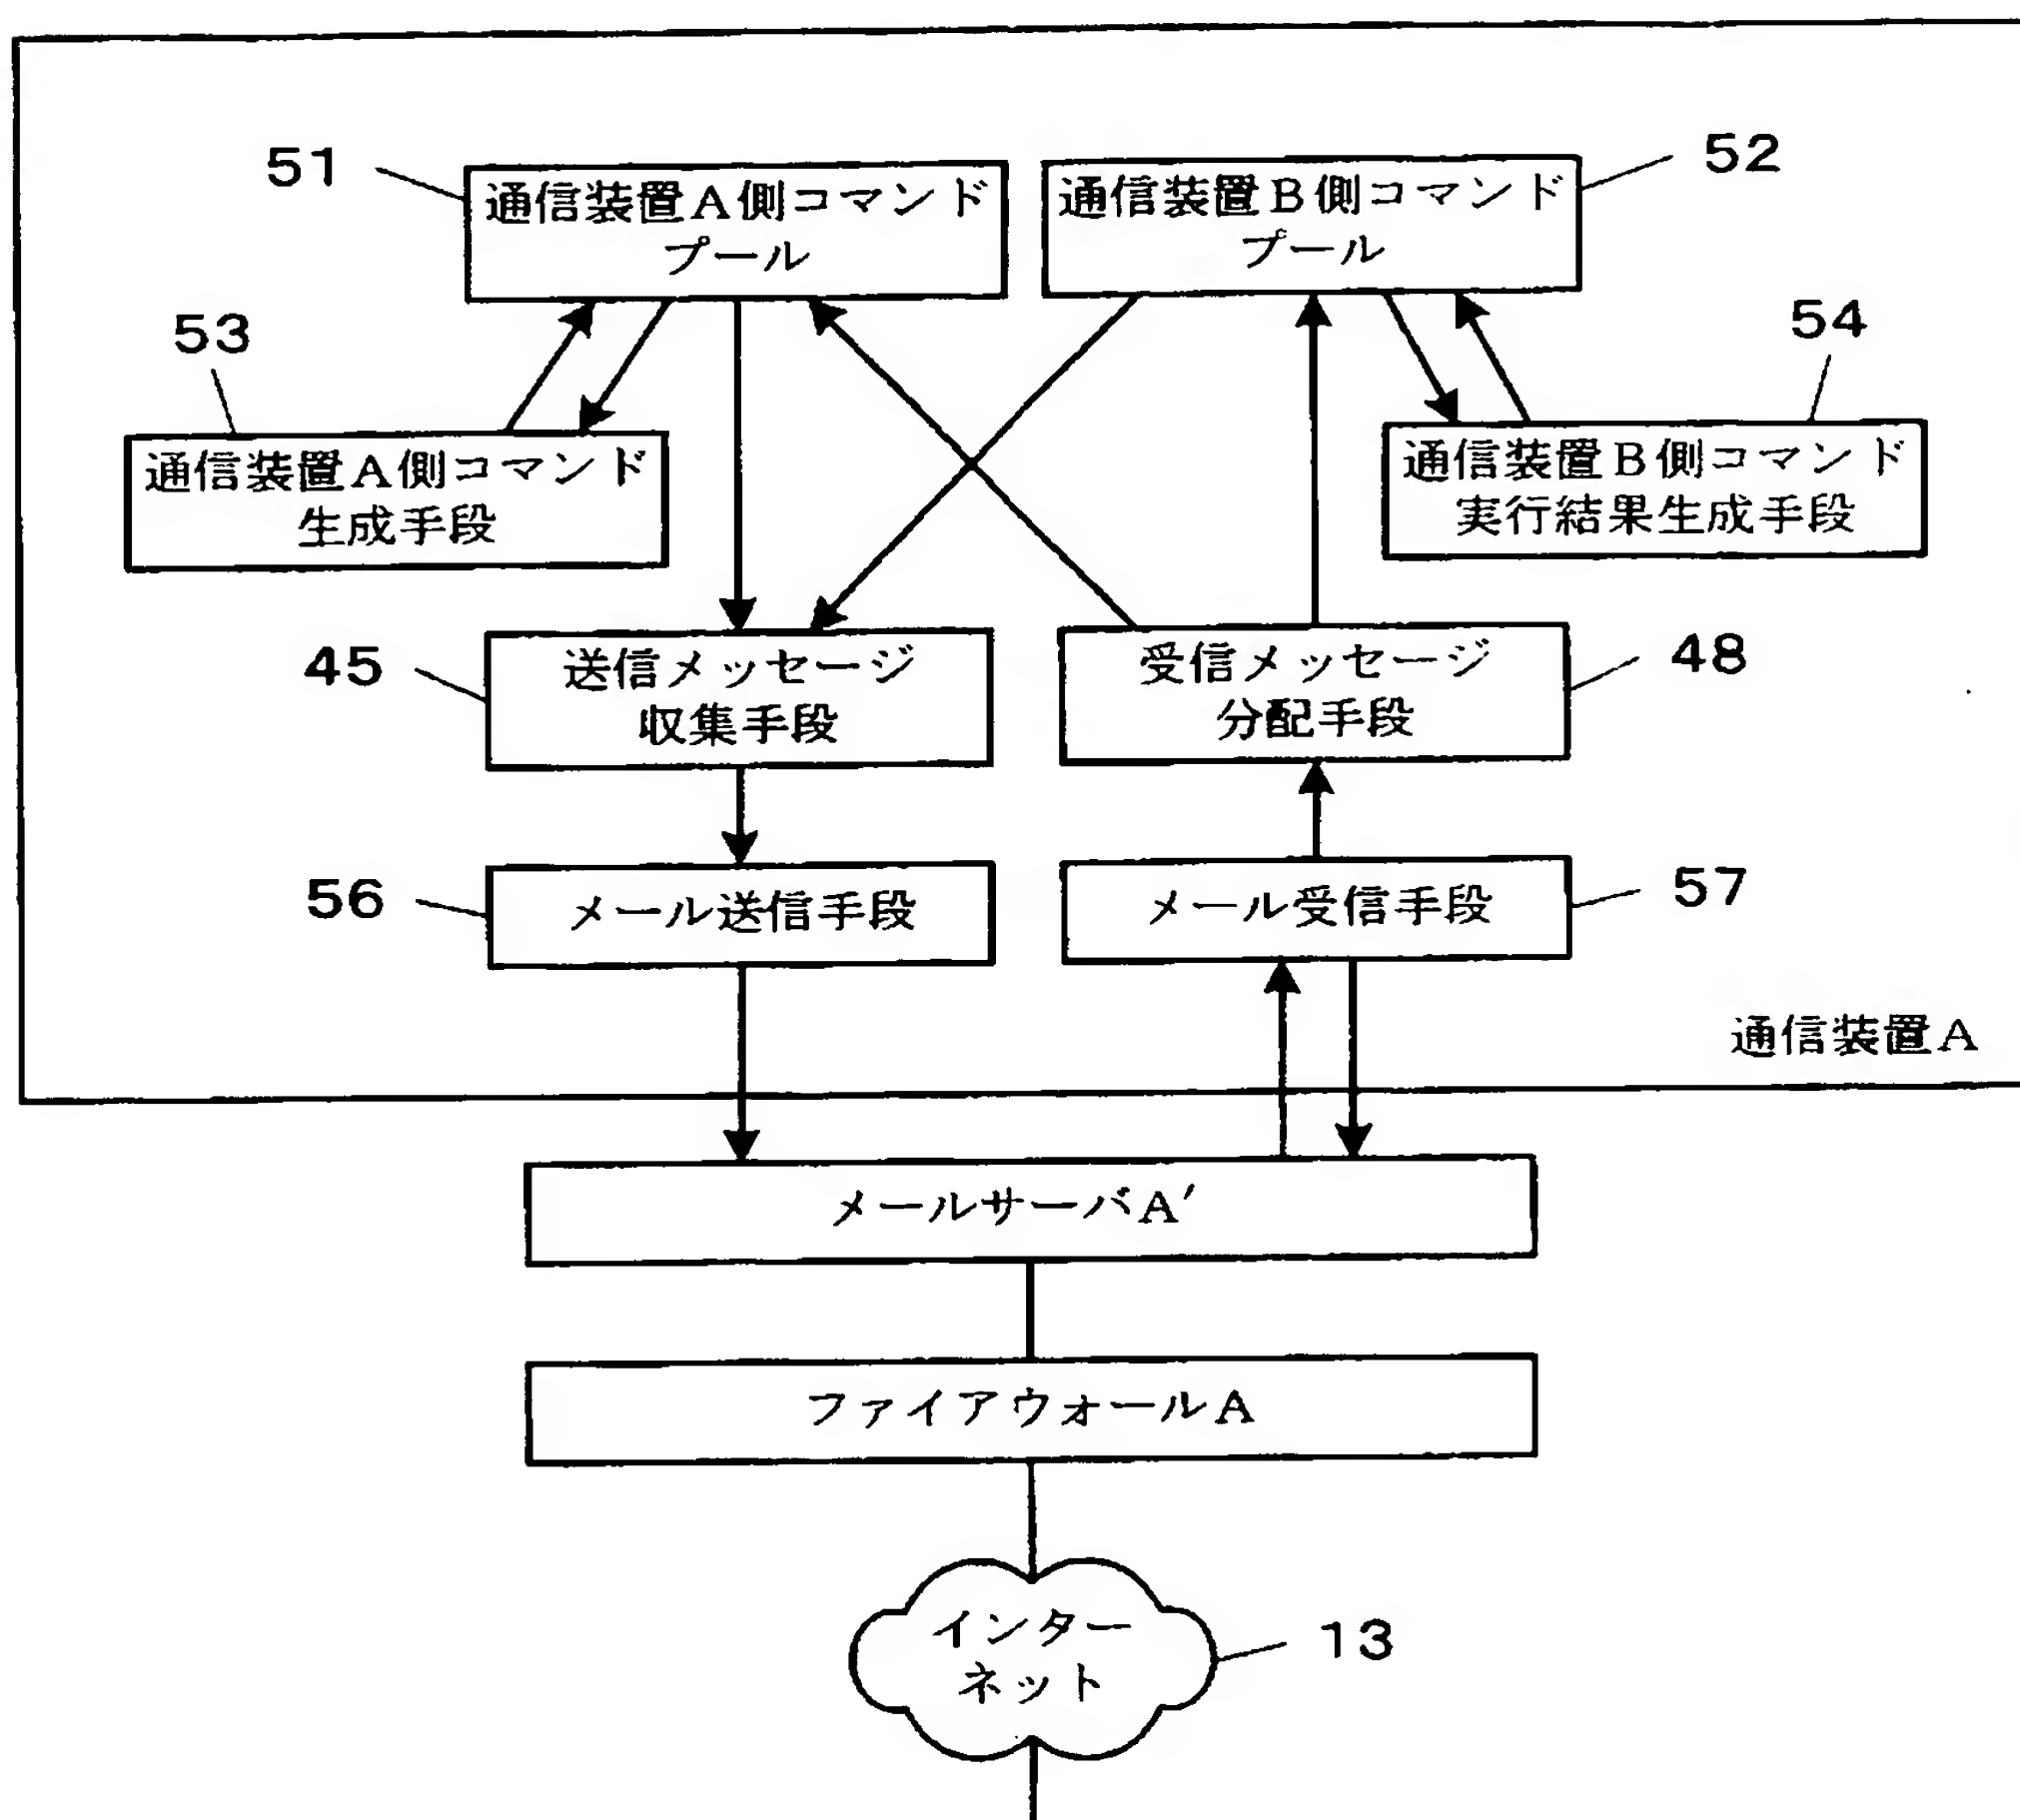 51
通信装置A側コマンド
プール
通信装置B側コマンド
プール
52
53
54
通信装置A側コマンド
生成手段
通信装置B側コマンド
実行結果生成手段
45
送信メッセージ
収集手段
受信メッセージ
分配手段
48
56
メール送信手段
メール受信手段
57
通信装置A
メールサーバA′
ファイアウォールA
インター
ネット
13